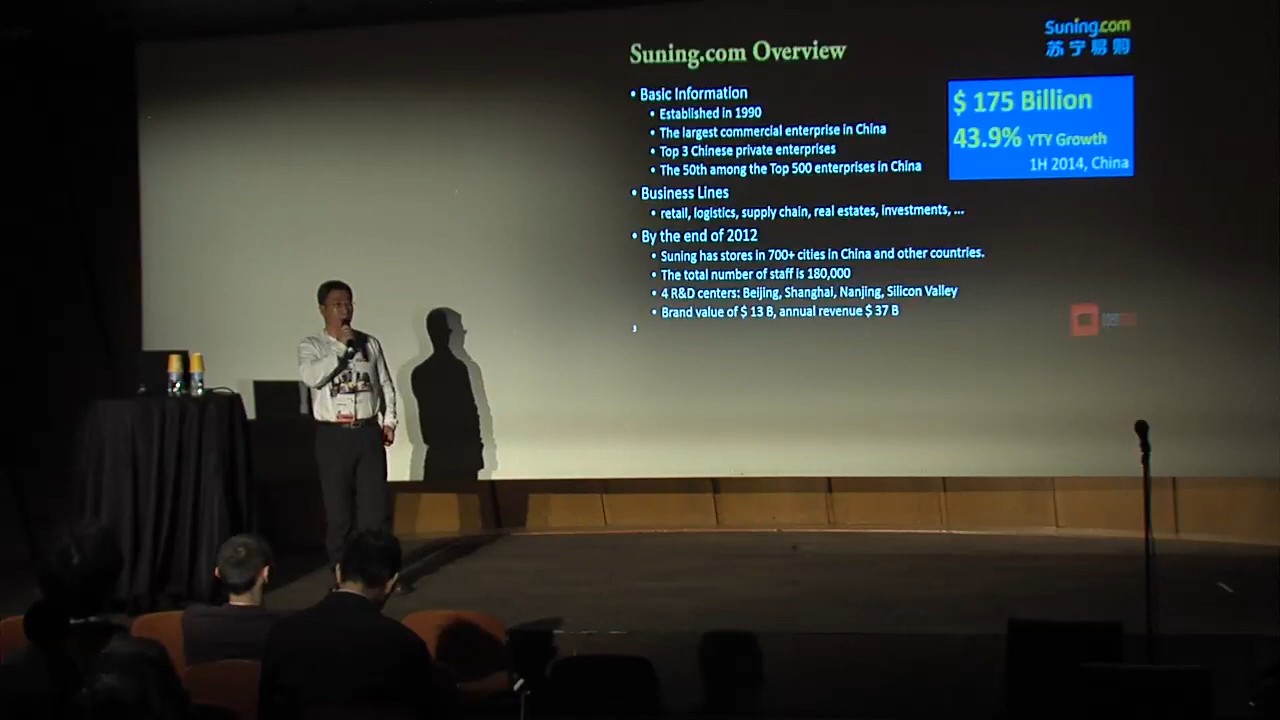 Suning.com
苏宁易购
Suning.com Overview
$ 175 Billion
43.9% YTY Growth
1H 2014, China
• Basic Information
• Established in 1990
• The largest commercial enterprise in China
• Top 3 Chinese private enterprises
• The 50th among the Top 500 enterprises in China
• Business Lines
• retail, logistics, supply chain, real estates, investments, ...
• By the end of 2012
• Suning has stores in 700+ cities in China and other countries.
• The total number of staff is 180,000
• 4 R&D centers: Beijing, Shanghai, Nanjing, Silicon Valley
• Brand value of $ 13 B, annual revenue $ 37 B
3